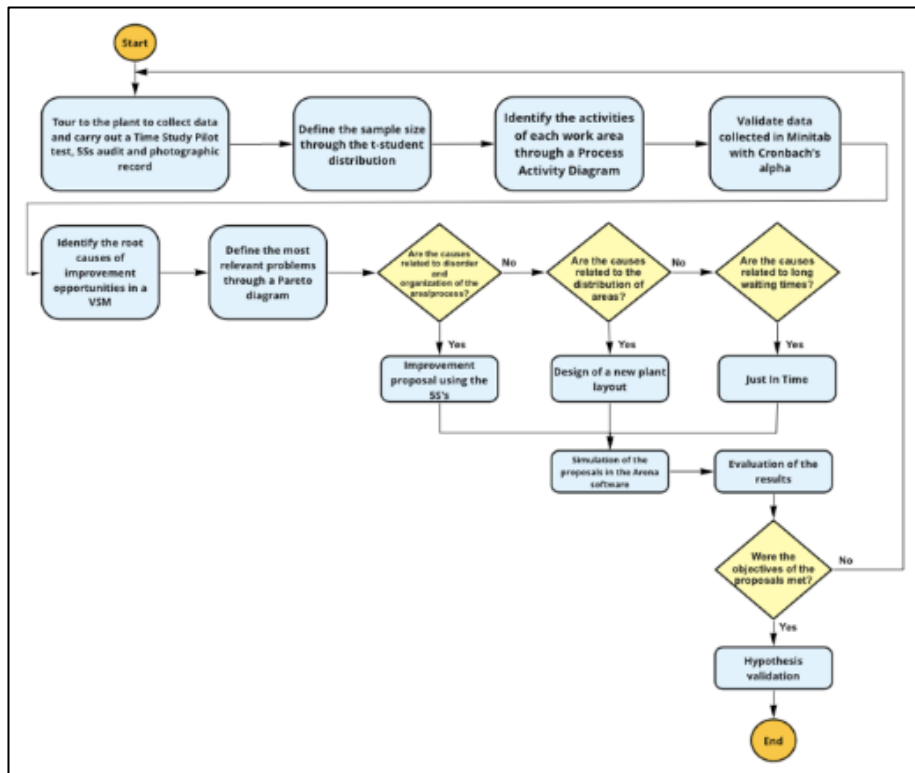 Start
Tour to the plant to collect data
and carry out a Time Study Pilot
test, 5Ss audit and photographic
record
Define the sample size
through the t-student
distribution
Identify the activities
of each work area
through a Process
Activity Diagram
Validate data
collected in Minitab
with Cronbach's
alpha
Identify the root
causes of
improvement
opportunities in a
VSM
Define the most
relevant problems
through a Pareto
diagram
Are the causes
related to disorder
and
organization of the
area/process?
No
Are the causes
related to the
distribution of
areas?
No
Are the causes
related to long
waiting times?
Yes
Yes
Yes
Improvement
proposal using the
5S's
Design of a new plant
layout
Just In Time
Simulation of the
proposals in the Arena
software
Evaluation of the
results
Were the
objectives of the
proposals met?
No
Yes
Hypothesis
validation
End